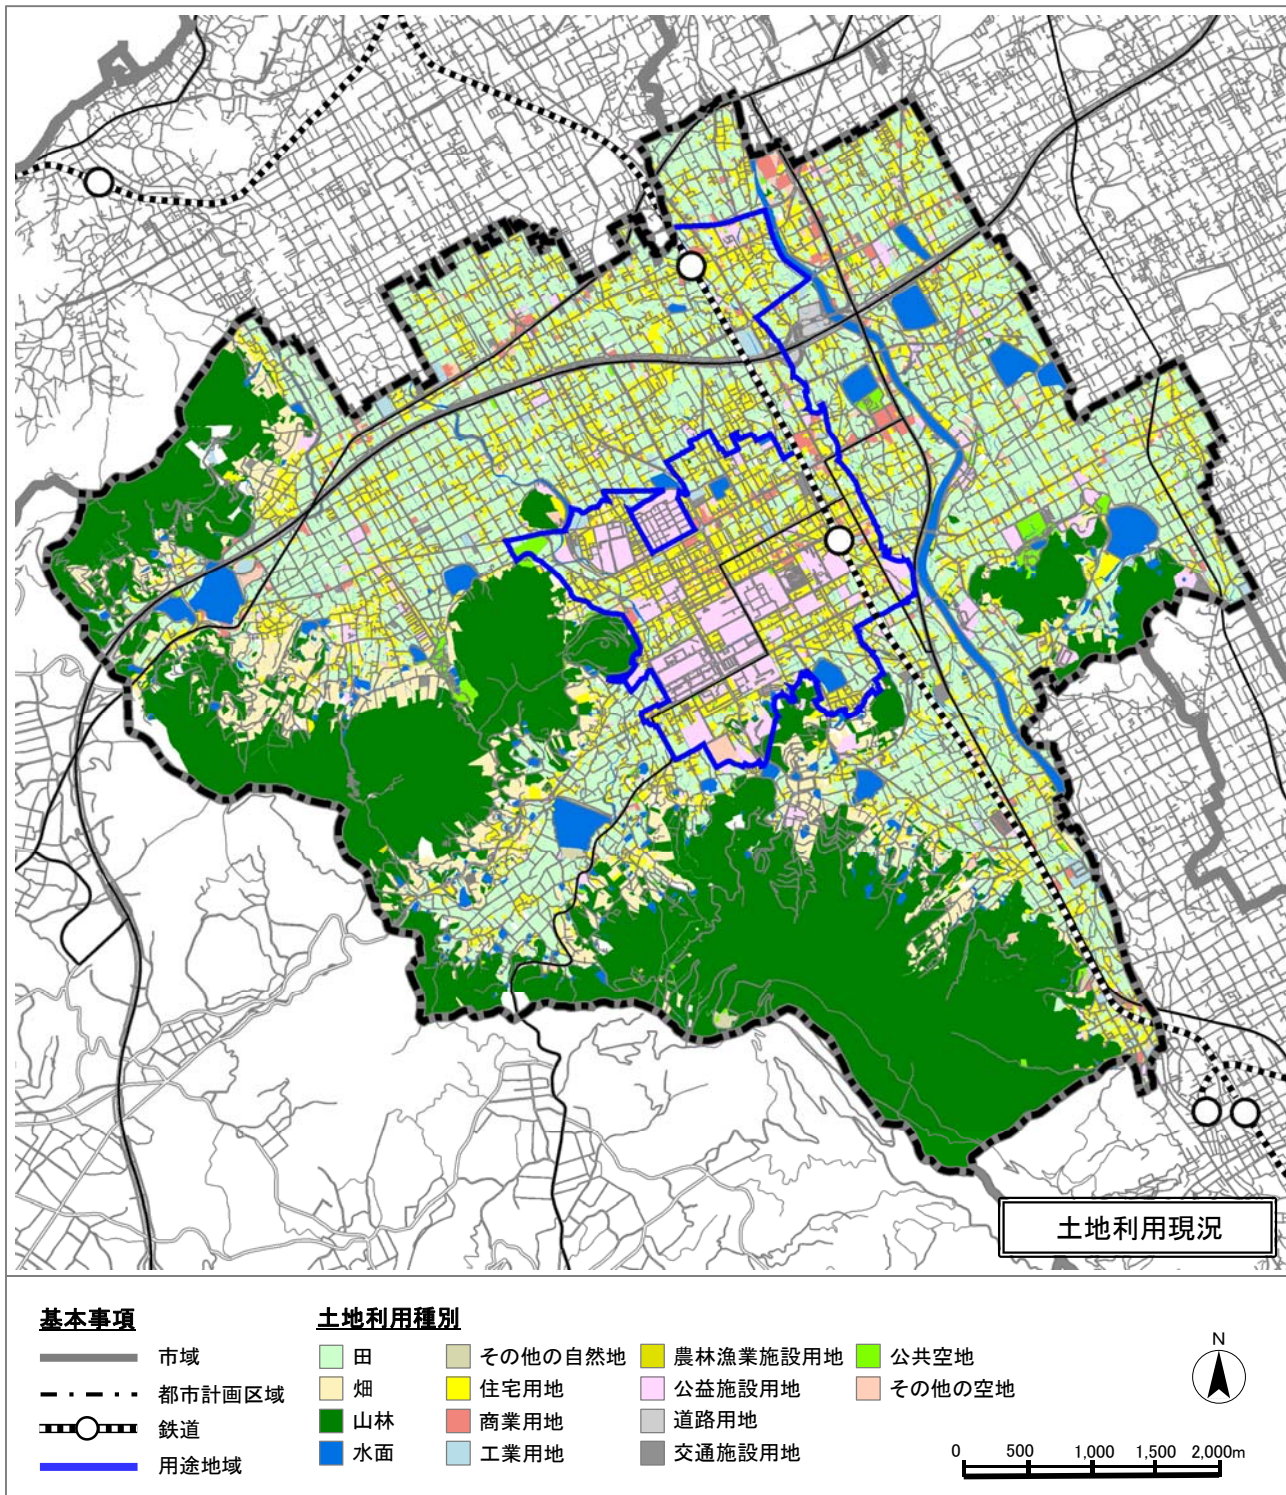 土地利用現況
基本事項
市域
都市計画区域
鉄道
用途地域
土地利用種別
田
畑
山林
水面
その他の自然地
住宅用地
商業用地
工業用地
農林漁業施設用地
公益施設用地
道路用地
交通施設用地
公共空地
その他の空地
N
0 500 1,000 1,500 2,000m